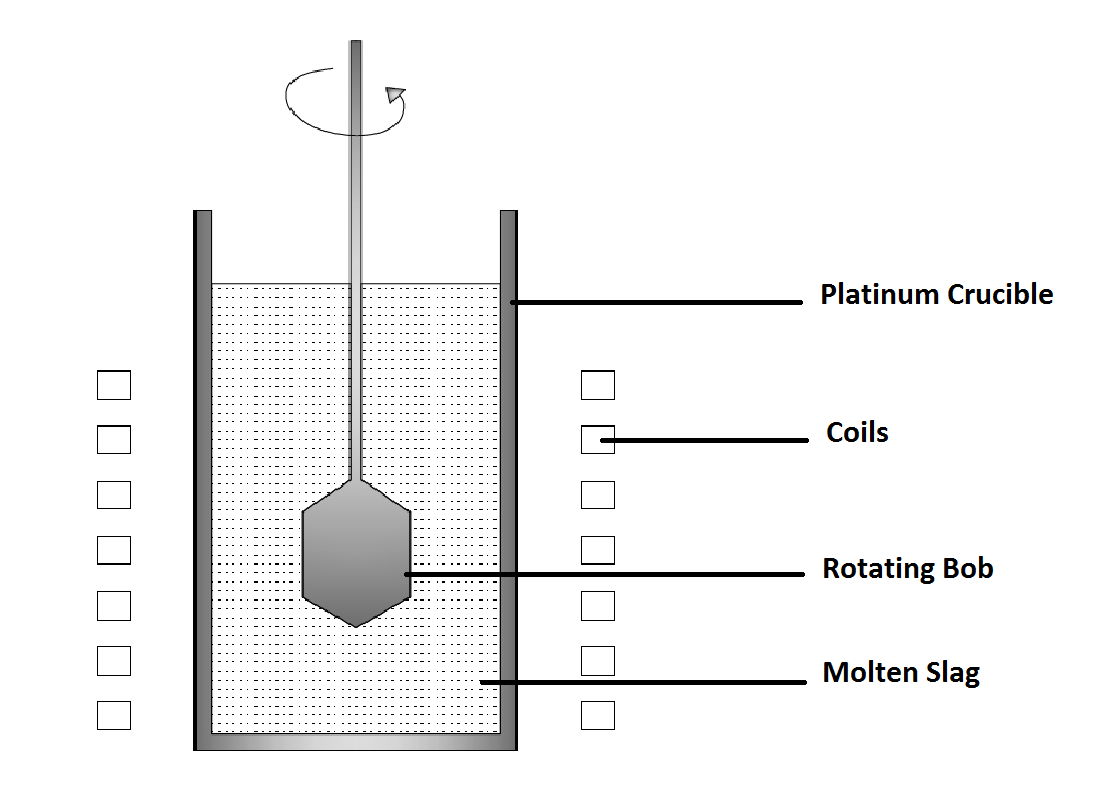 Platinum Crucible
Coils
Rotating Bob
Molten Slag